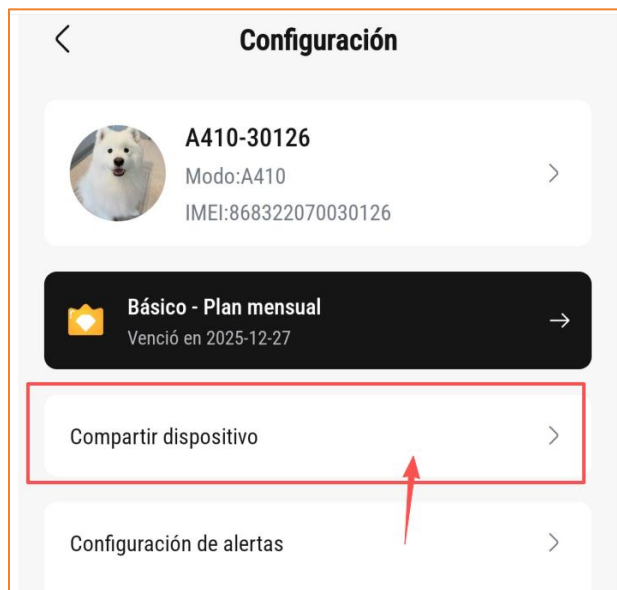 Configuración
A410-30126
Modo:A410
IMEI:868322070030126
Básico - Plan mensual
Venció en 2025-12-27
Compartir dispositivo
Configuración de alertas